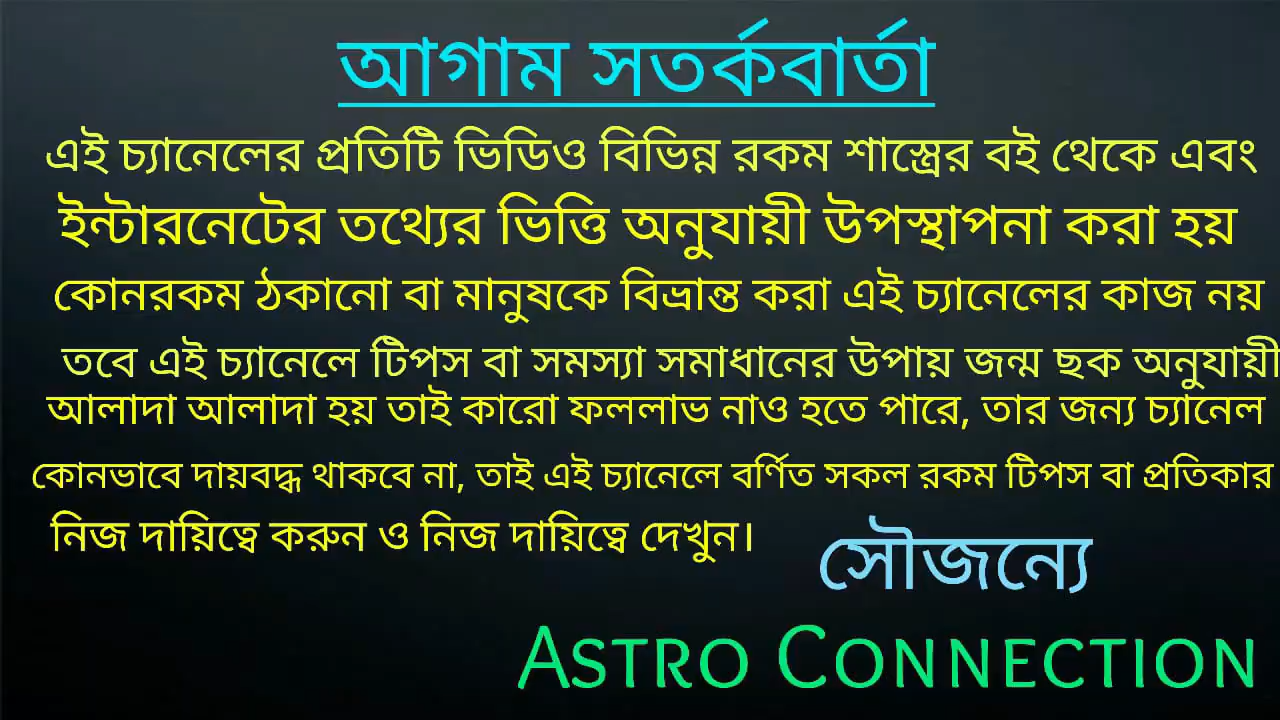 আগাম সতর্কবার্তা
এই চ্যানেলের প্রতিটি ভিডিও বিভিন্ন রকম শাস্ত্রের বই থেকে এবং
ইন্টারনেটের তথ্যের ভিত্তি অনুযায়ী উপস্থাপনা করা হয়
কোনরকম ঠকানো বা মানুষকে বিভ্রান্ত করা এই চ্যানেলের কাজ নয়
তবে এই চ্যানেলে টিপস বা সমস্যা সমাধানের উপায় জন্ম ছক অনুযায়ী
আলাদা আলাদা হয় তাই কারো ফললাভ নাও হতে পারে, তার জন্য চ্যানেল
কোনভাবে দায়বদ্ধ থাকবে না, তাই এই চ্যানেলে বর্ণিত সকল রকম টিপস বা প্রতিকার
নিজ দায়িত্বে করুন ও নিজ দায়িত্বে দেখুন।
সৌজন্যে
ASTRO CONNECTION